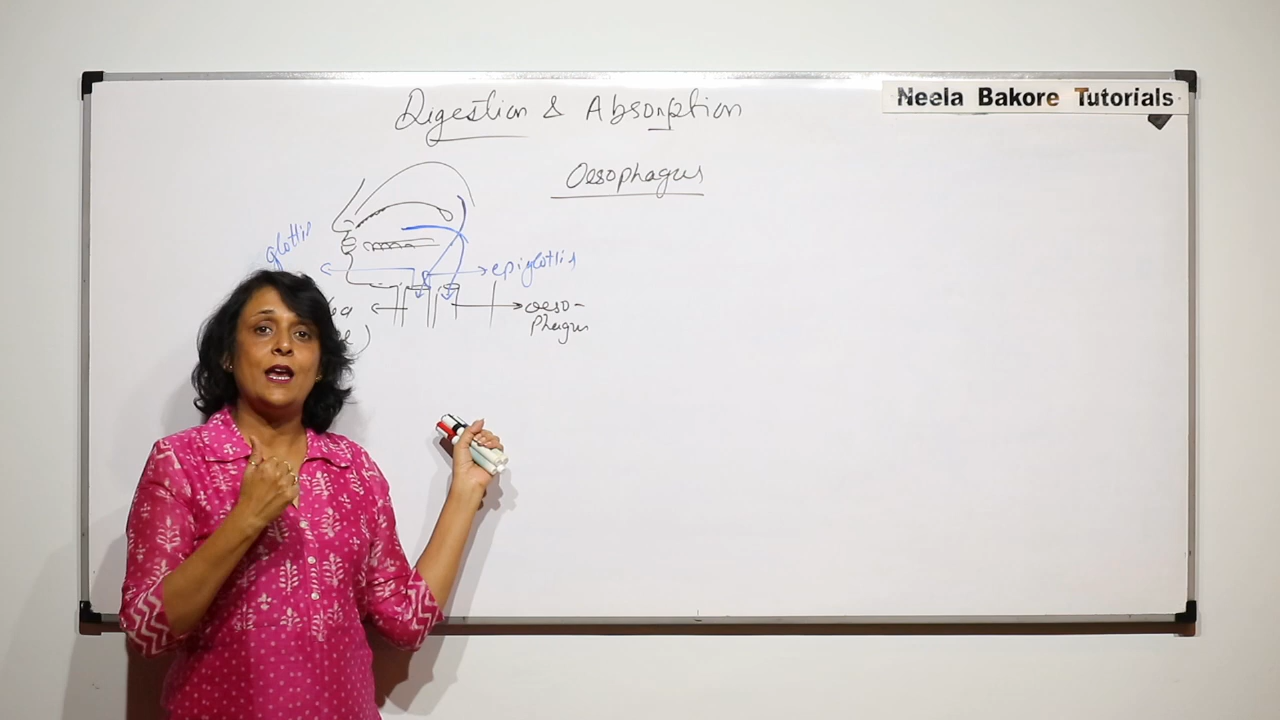 Neela Bakore Tutorials
Digestion & Absorption
Oesophagus
glottis
epiglottis
oeso-
phagus